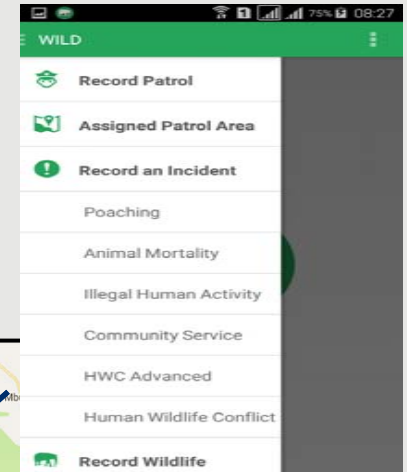 75% 08:27
WILD
Record Patrol
Assigned Patrol Area
Record an Incident
Poaching
Animal Mortality
Illegal Human Activity
Community Service
HWC Advanced
Human Wildlife Conflict
Record Wildlife